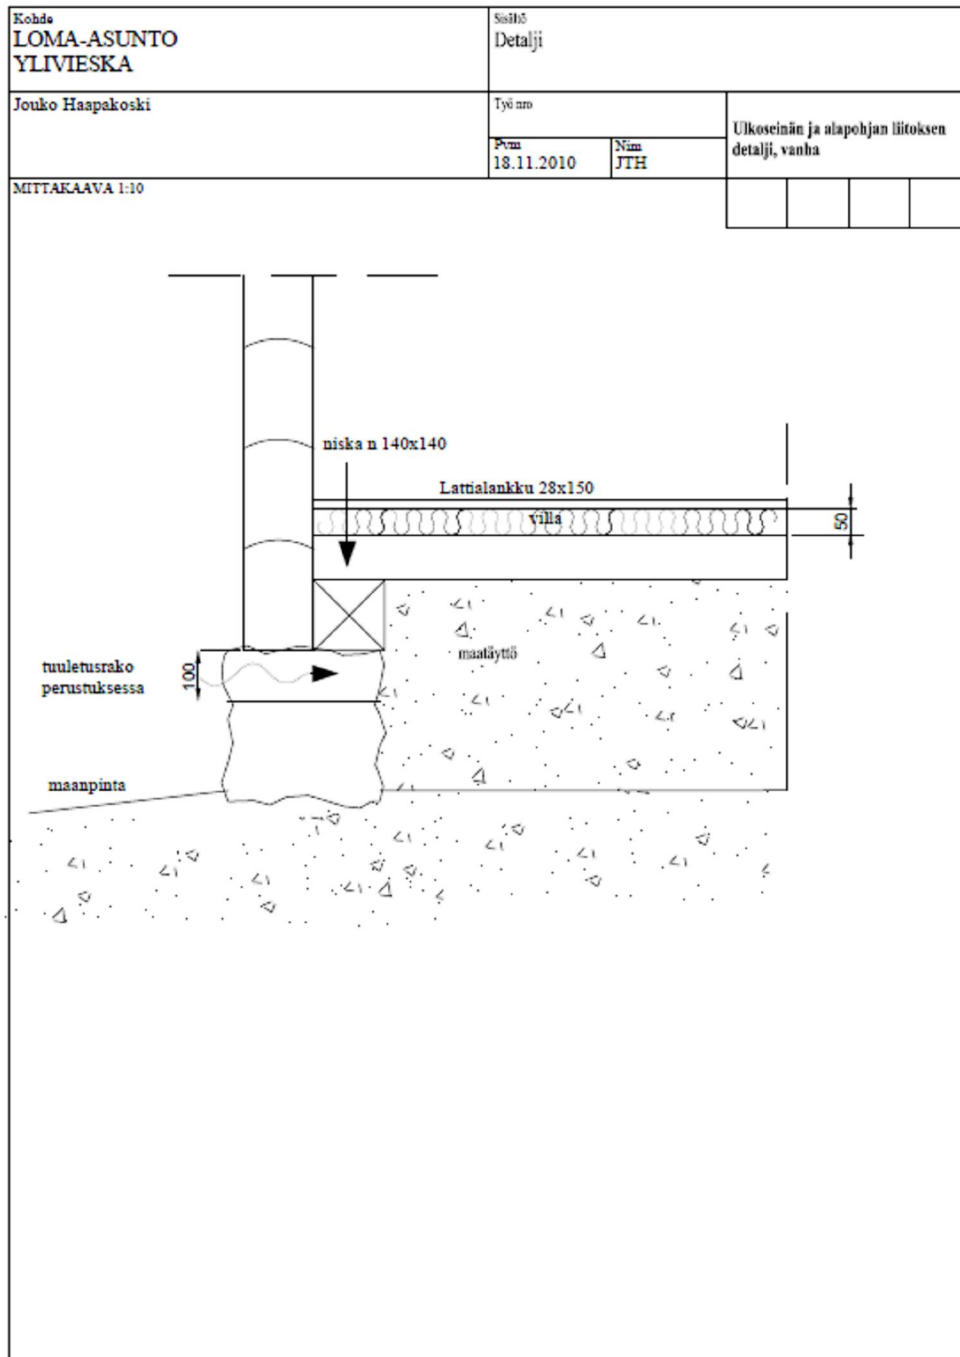 Kohde
LOMA-ASUNTO
YLIVIESKA
Sisältö
Detalji
Jouko Haapakoski
Työ nro
Pvm
18.11.2010
Nim
JTH
Ulkoseinän ja alapohjan liitoksen
detalji, vanha
MITTAKAAVA 1:10
niska n 140x140
Lattialankku 28x150
villa
50
maatäyttö
tuuletusrako
perustuksessa
100
maanpinta